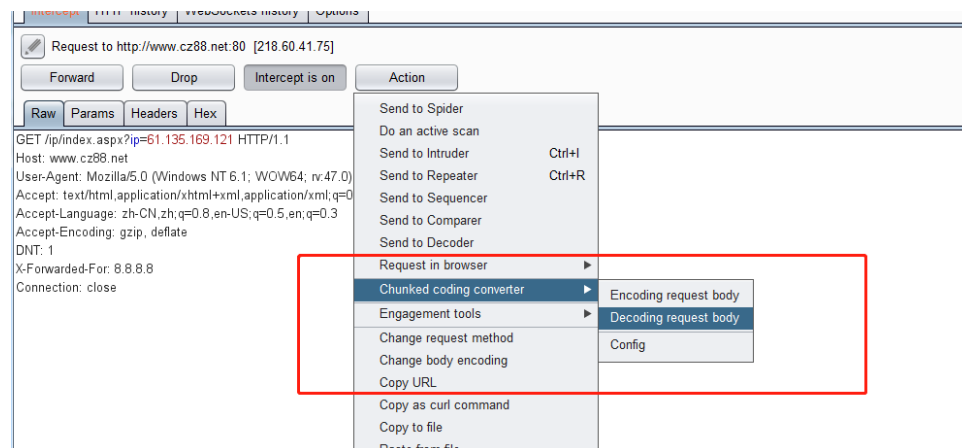 Intercept HTTP history WebSockets history Options
Request to http://www.cz88.net:80 [218.60.41.75]
Forward Drop Intercept is on Action
Raw Params Headers Hex
GET /ip/index.aspx?ip=61.135.169.121 HTTP/1.1
Host: www.cz88.net
User-Agent: Mozilla/5.0 (Windows NT 6.1; WOW64; rv:47.0)
Accept: text/html,application/xhtml+xml,application/xml;q=0
Accept-Language: zh-CN,zh;q=0.8,en-US;q=0.5,en;q=0.3
Accept-Encoding: gzip, deflate
DNT: 1
X-Forwarded-For: 8.8.8.8
Connection: close
Send to Spider
Do an active scan
Send to Intruder Ctrl+I
Send to Repeater Ctrl+R
Send to Sequencer
Send to Comparer
Send to Decoder
Request in browser
Chunked coding converter
Engagement tools
Change request method
Change body encoding
Copy URL
Copy as curl command
Copy to file
Paste from file
Encoding request body
Decoding request body
Config